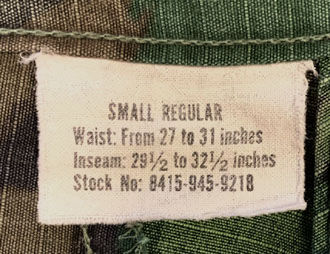 SMALL REGULAR
Waist: From 27 to 31 inches
Inseam: 29½ to 32½ inches
Stock No: 8415-945-9218